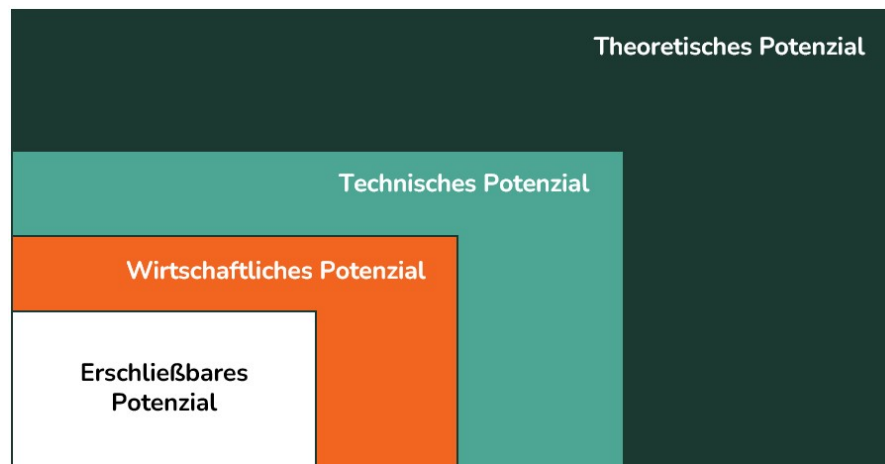 Theoretisches Potenzial
Technisches Potenzial
Wirtschaftliches Potenzial
Erschließbares
Potenzial